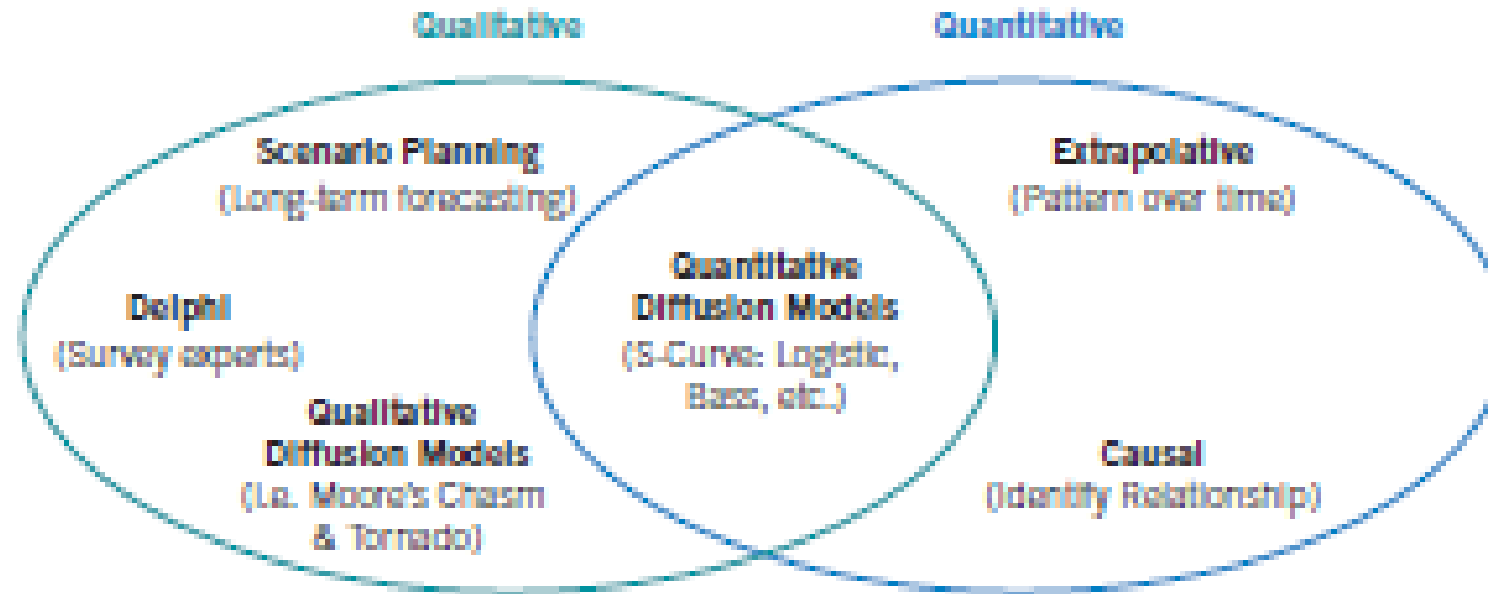 Qualitative
Quantitative
Scenario Planning
(Long-term forecasting)
Delphi
(Survey experts)
Qualitative
Diffusion Models
(i.e. Moore's Chasm
& Tornado)
Quantitative
Diffusion Models
(S-Curve: Logistic,
Bass, etc.)
Extrapolative
(Pattern over time)
Causal
(Identify Relationship)